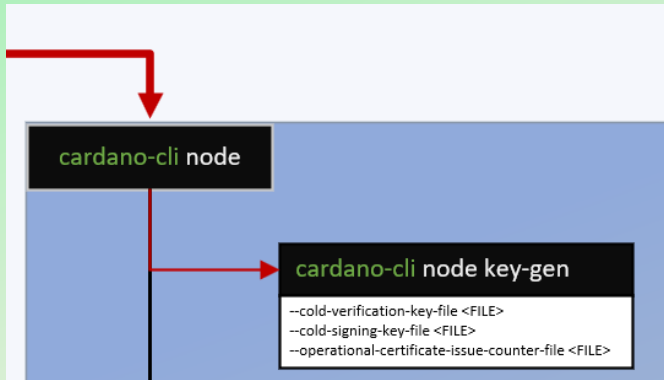 cardano-cli node
cardano-cli node key-gen
--cold-verification-key-file <FILE>
--cold-signing-key-file <FILE>
--operational-certificate-issue-counter-file <FILE>